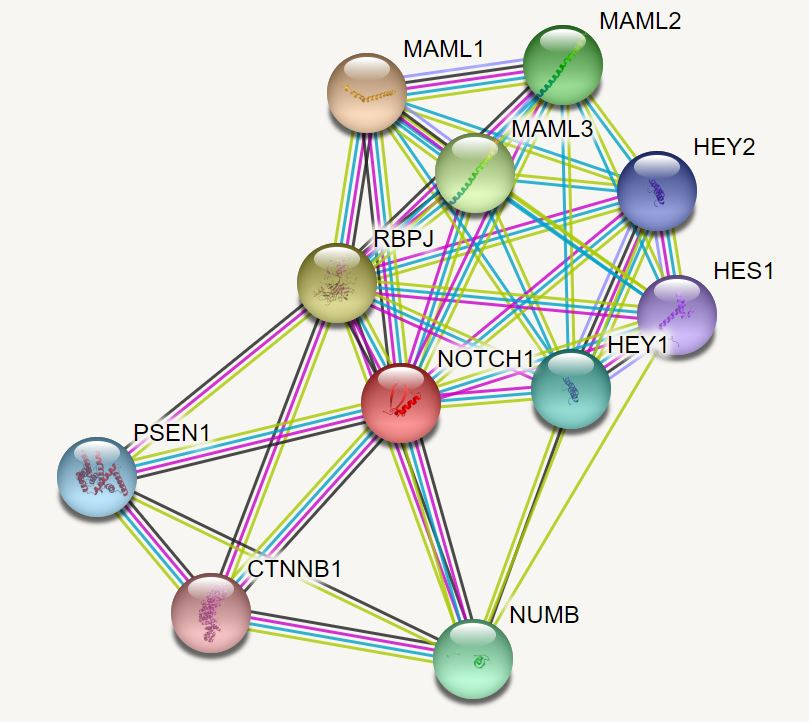 MAML2
MAML1
MAML3
HEY2
RBPJ
HES1
HEY1
NOTCH1
PSEN1
CTNNB1
NUMB